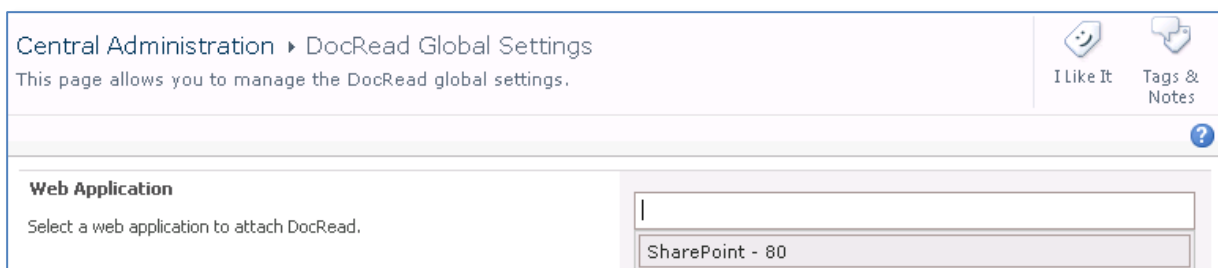 Central Administration ▸ DocRead Global Settings
This page allows you to manage the DocRead global settings.
I Like It
Tags &
Notes
?
Web Application
Select a web application to attach DocRead.
SharePoint - 80